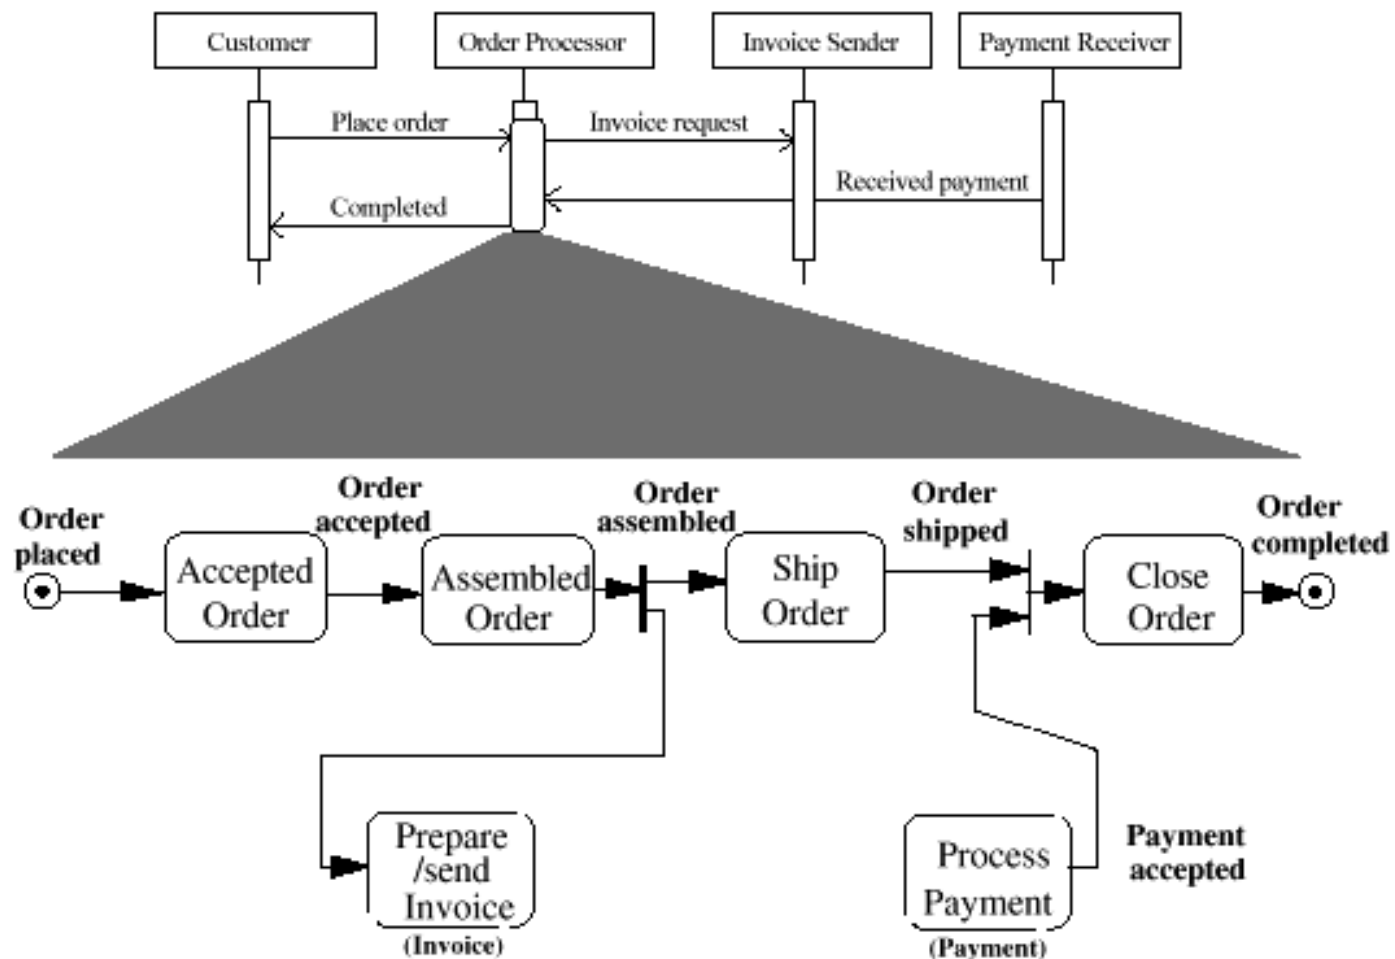 Customer
Order Processor
Invoice Sender
Payment Receiver
Place order
Invoice request
Received payment
Completed
Order
placed
Order
accepted
Order
assembled
Order
shipped
Order
completed
Accepted
Order
Assembled
Order
Ship
Order
Close
Order
Prepare
/send
Invoice
(Invoice)
Process
Payment
(Payment)
Payment
accepted